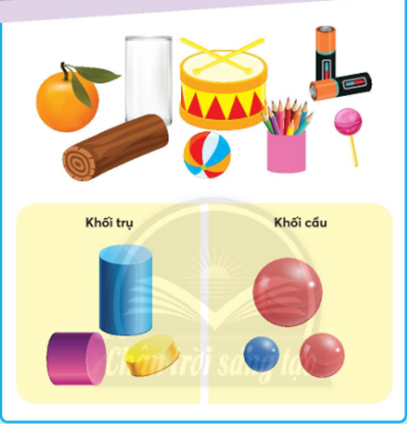 Khối trụ
Khối cầu
Chân trời sáng tạo